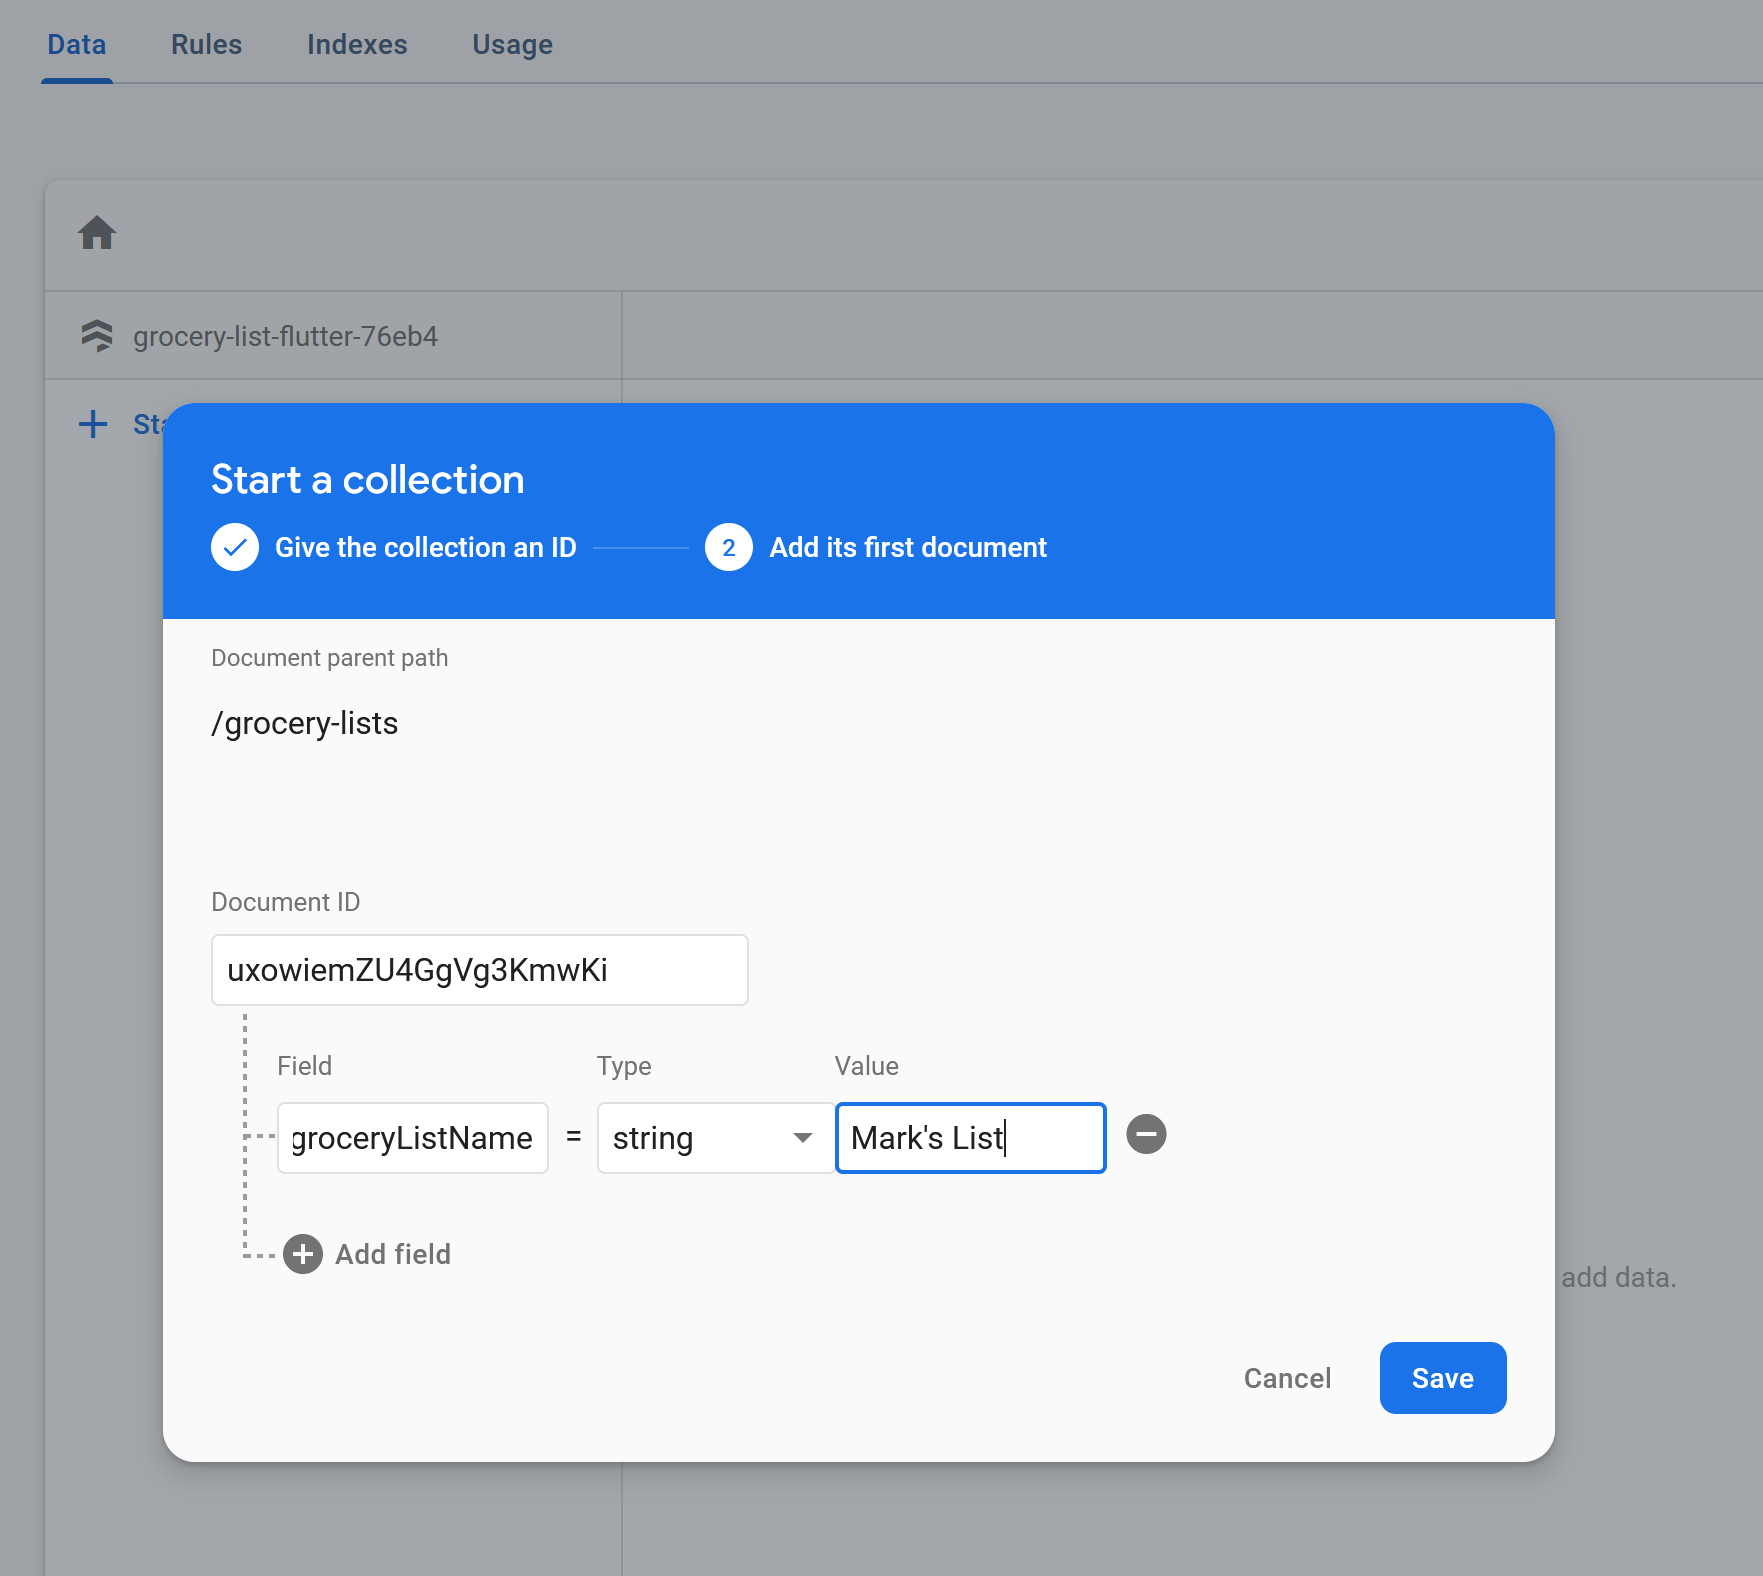 Data Rules Indexes Usage
grocery-list-flutter-76eb4
Sta
Start a collection
Give the collection an ID 2 Add its first document
Document parent path
/grocery-lists
Document ID
uxowiemZU4GgVg3KmwKi
Field Type Value
groceryListName = string Mark's List
Add field
add data.
Cancel Save